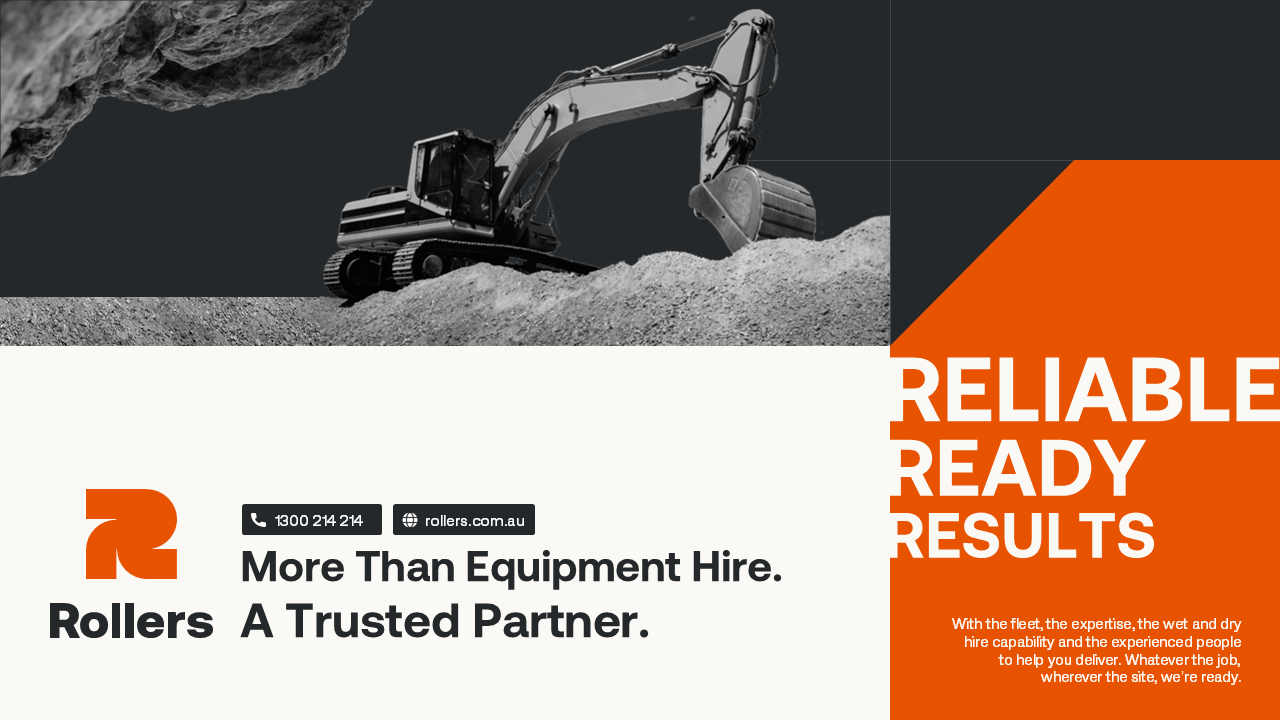 RELIABLE
READY
RESULTS
1300 214 214
rollers.com.au
More Than Equipment Hire.
A Trusted Partner.
Rollers
With the fleet, the expertise, the wet and dry
hire capability and the experienced people
to help you deliver. Whatever the job,
wherever the site, we're ready.